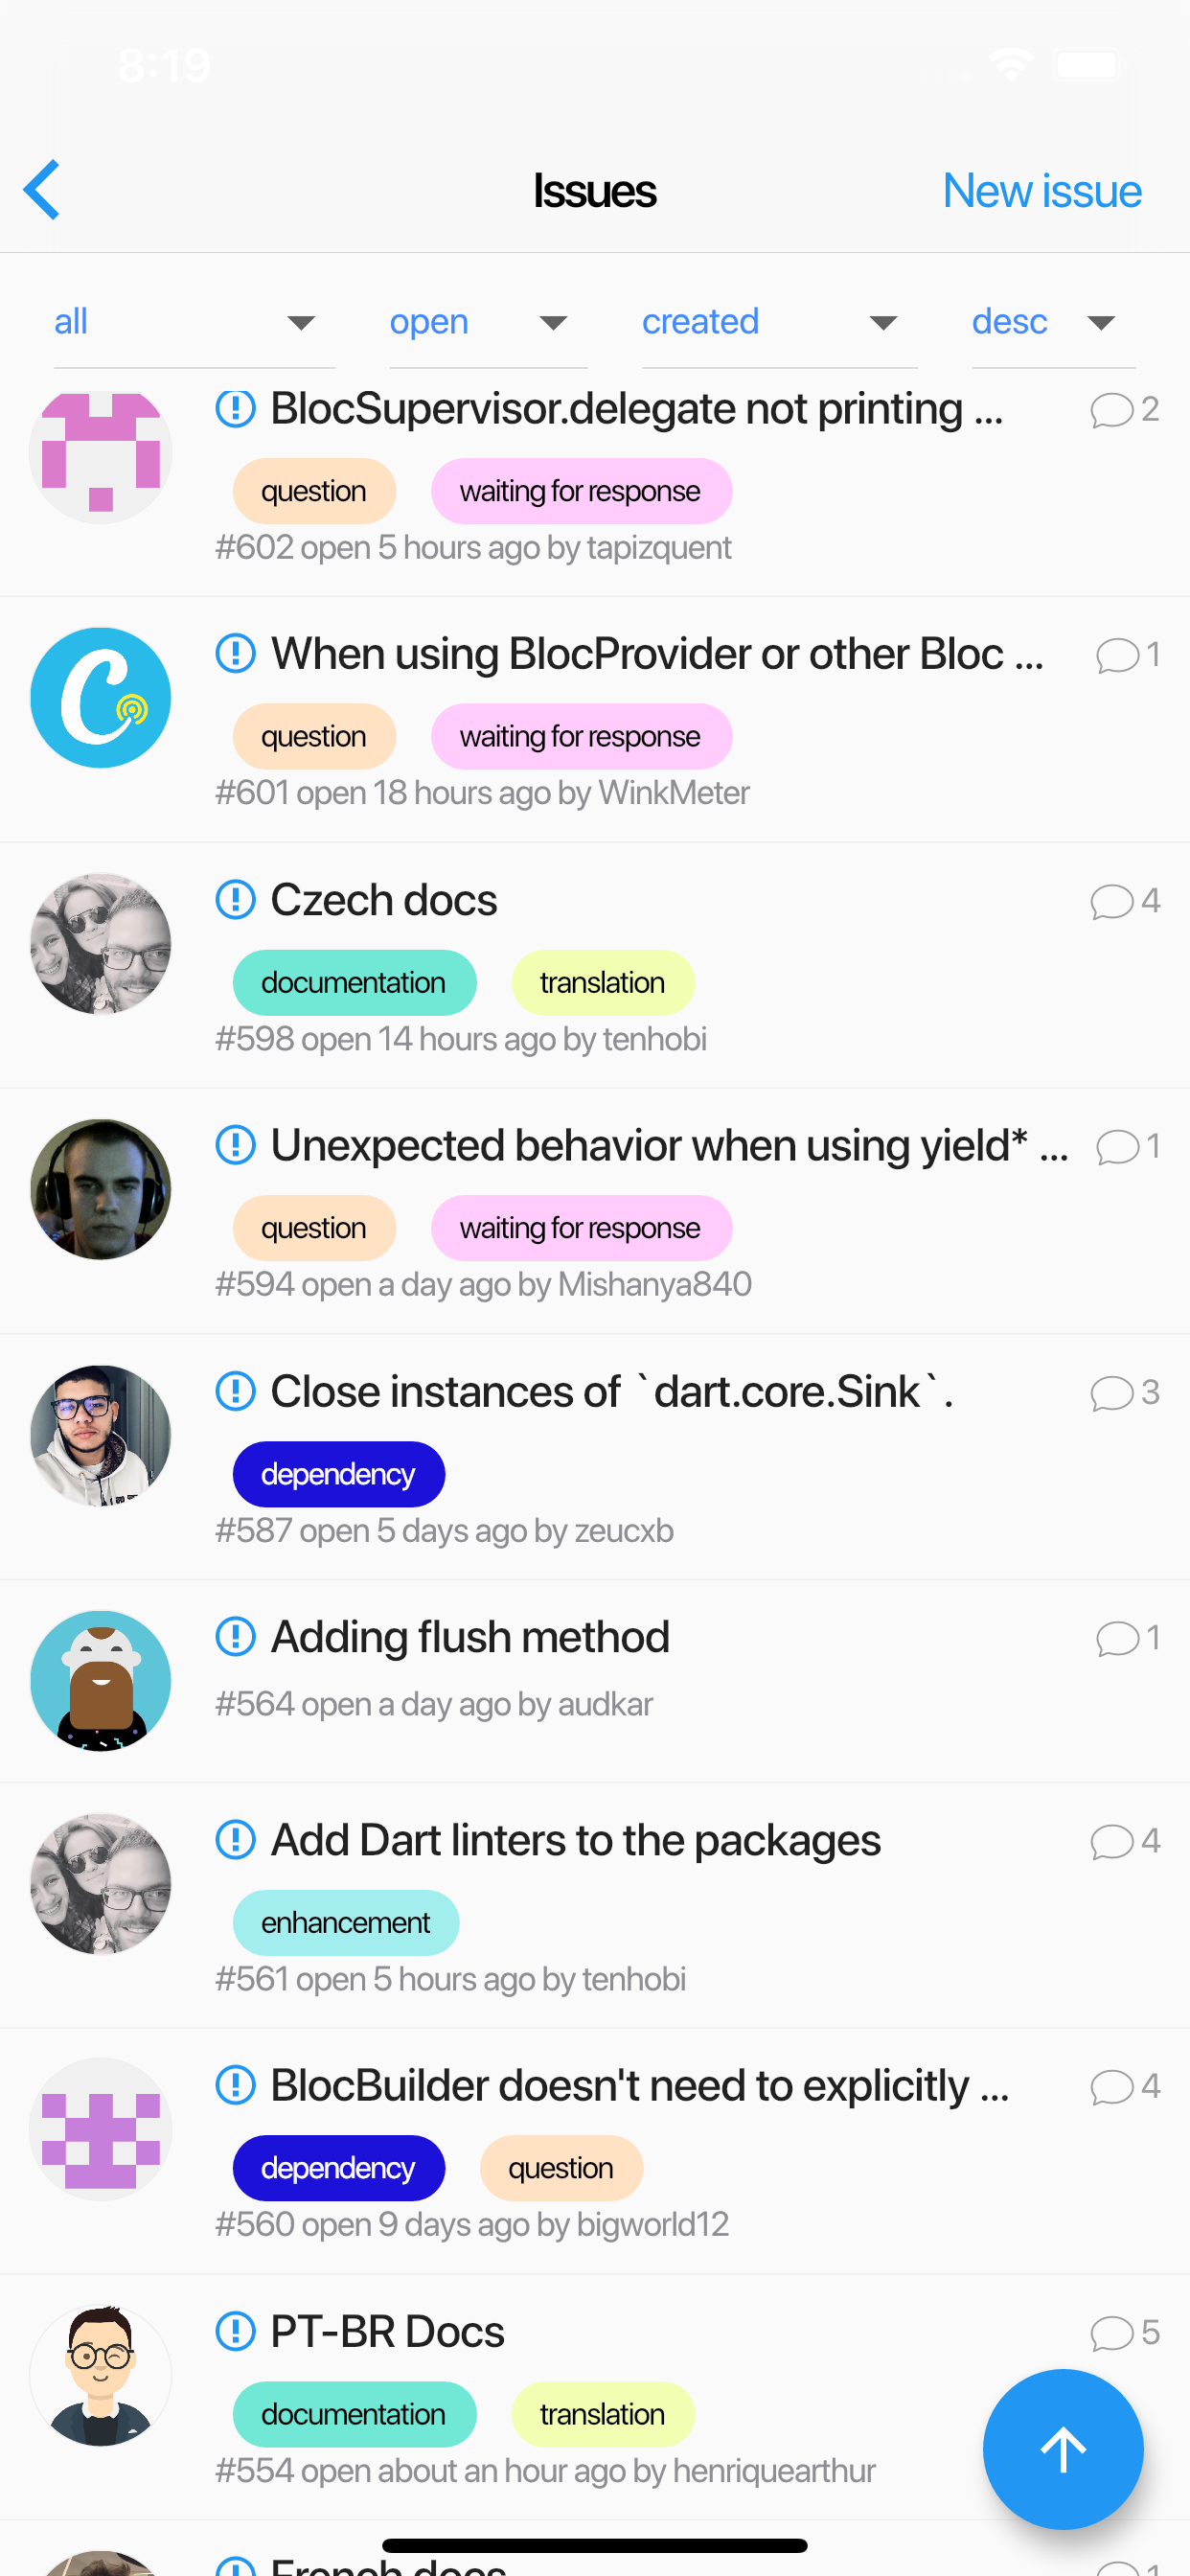 8:19
Issues
New issue
all
open
created
desc
BlocSupervisor.delegate not printing ...
2
question
waiting for response
#602 open 5 hours ago by tapizquent
When using BlocProvider or other Bloc ...
1
question
waiting for response
#601 open 18 hours ago by WinkMeter
Czech docs
4
documentation
translation
#598 open 14 hours ago by tenhobi
Unexpected behavior when using yield* ...
1
question
waiting for response
#594 open a day ago by Mishanya840
Close instances of `dart.core.Sink`.
3
dependency
#587 open 5 days ago by zeucxb
Adding flush method
1
#564 open a day ago by audkar
Add Dart linters to the packages
4
enhancement
#561 open 5 hours ago by tenhobi
BlocBuilder doesn't need to explicitly ...
4
dependency
question
#560 open 9 days ago by bigworld12
PT-BR Docs
5
documentation
translation
#554 open about an hour ago by henriquearthur
French docs
1